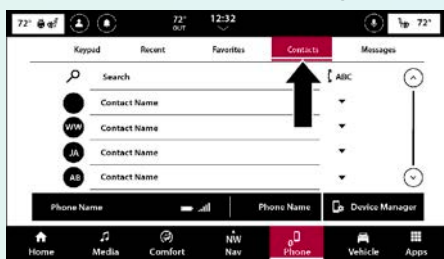 72° 72° OUT 12:32 72°
Keypad Recent Favorites Contacts Messages
Search ABC
Contact Name
WW Contact Name
JA Contact Name
AB Contact Name
Phone Name Phone Name Device Manager
NW
Home Media Comfort Nav Phone Vehicle Apps